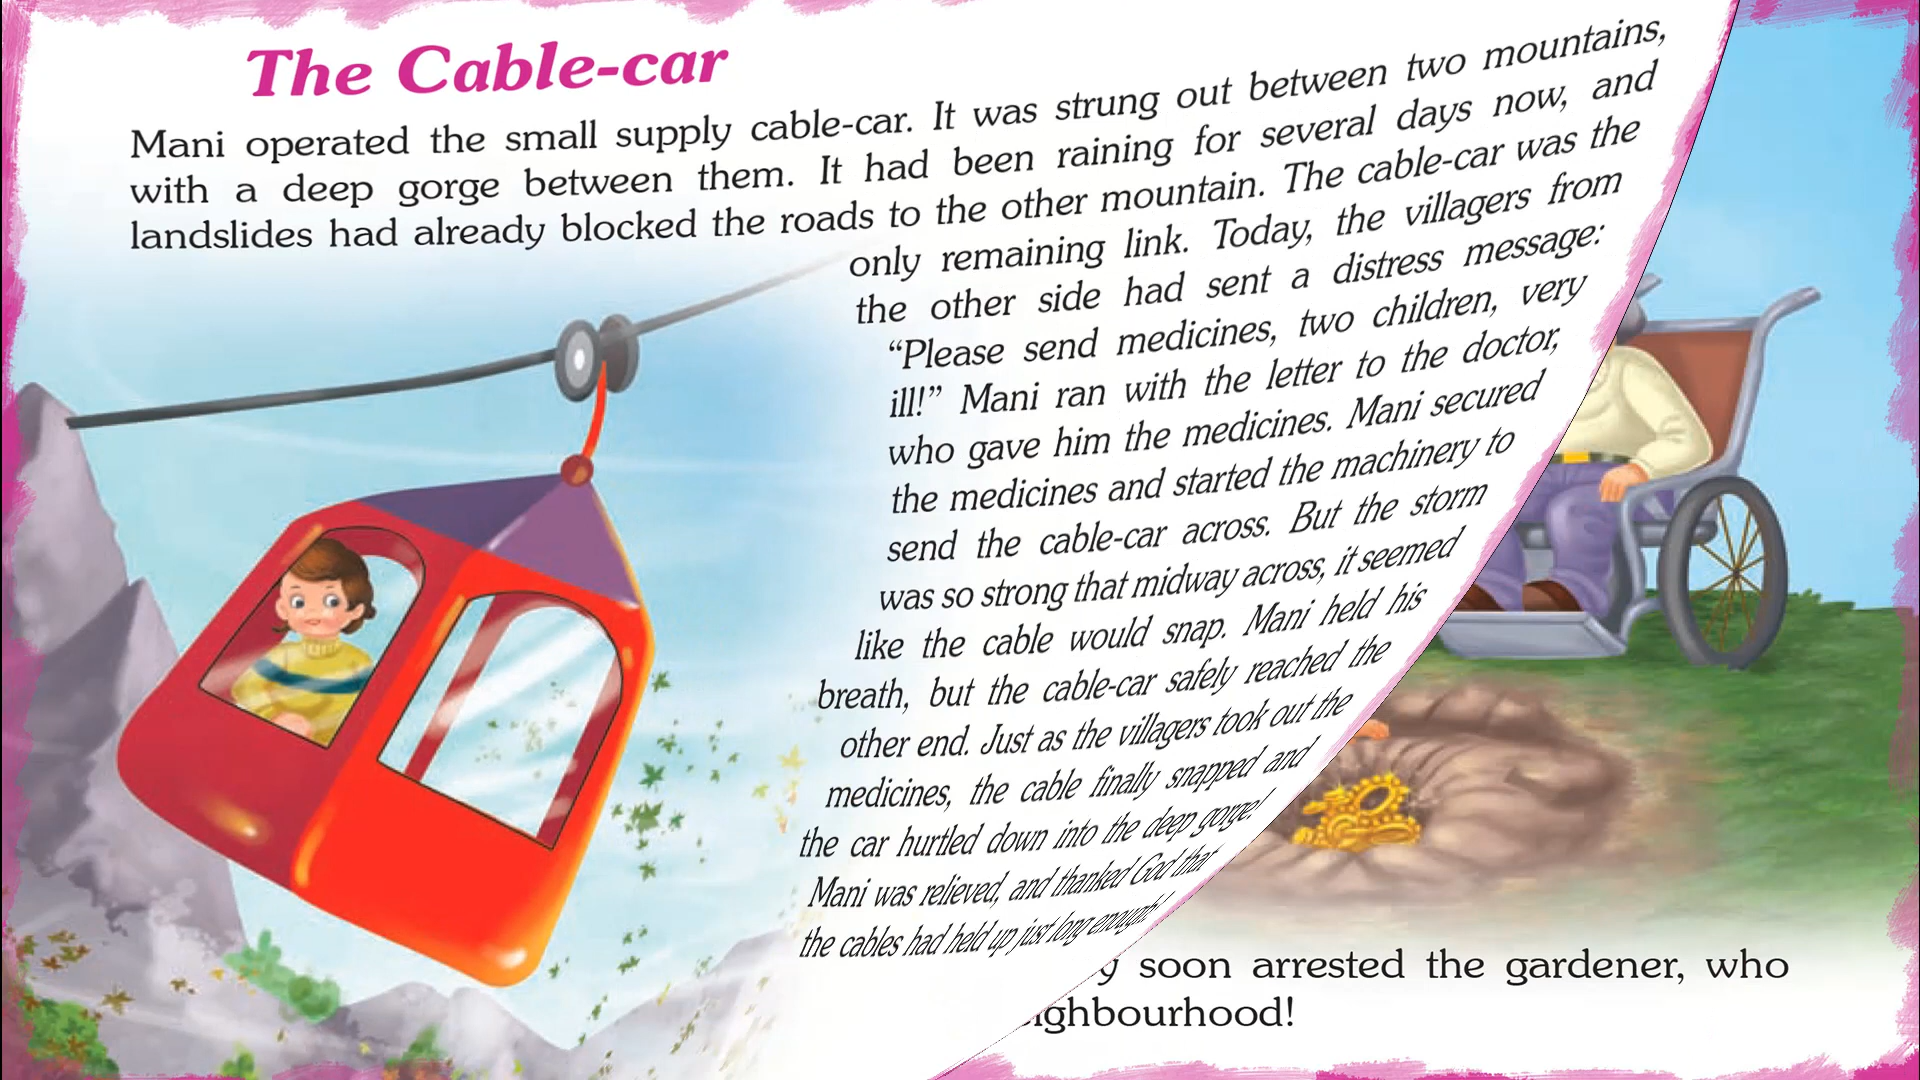 The Cable-car
Mani operated the small supply cable-car. It was strung out between two mountains,
with a deep gorge between them. It had been raining for several days now, and
landslides had already blocked the roads to the other mountain. The cable-car was the
only remaining link. Today, the villagers from
the other side had sent a distress message:
“Please send medicines, two children, very
ill!” Mani ran with the letter to the doctor,
who gave him the medicines. Mani secured
the medicines and started the machinery to
send the cable-car across. But the storm
was so strong that midway across, it seemed
like the cable would snap. Mani held his
breath, but the cable-car safely reached the
other end. Just as the villagers took out the
medicines, the cable finally snapped and
the car hurtled down into the deep gorge!
Mani was relieved, and thanked God that
the cables had held up just long enough!
soon arrested the gardener, who